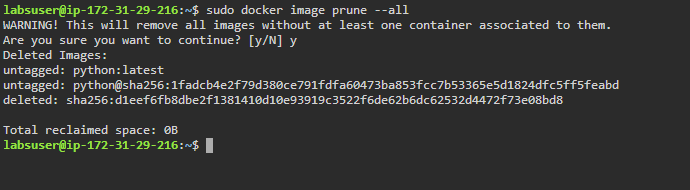 labsuser@ip-172-31-29-216:~$ sudo docker image prune --all
WARNING! This will remove all images without at least one container associated to them.
Are you sure you want to continue? [y/N] y
Deleted Images:
untagged: python:latest
untagged: python@sha256:1fadcb4e2f79d380ce791fdfa60473ba853fcc7b53365e5d1824dfc5ff5feabd
deleted: sha256:d1eef6fb8dbe2f1381410d10e93919c3522f6de62b6dc62532d4472f73e08bd8

Total reclaimed space: 0B
labsuser@ip-172-31-29-216:~$